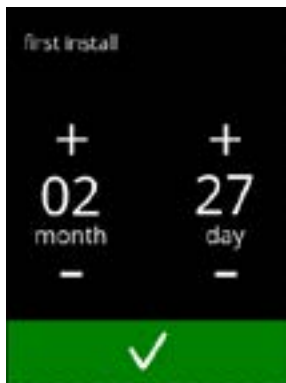 first install
+ +
02 27
month day
- -